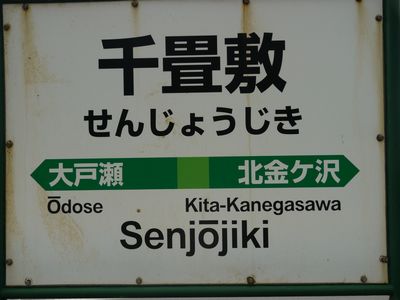 千畳敷
せんじょうじき
大戸瀬 北金ケ沢
Ōdose Kita-Kanegasawa
Senjōjiki